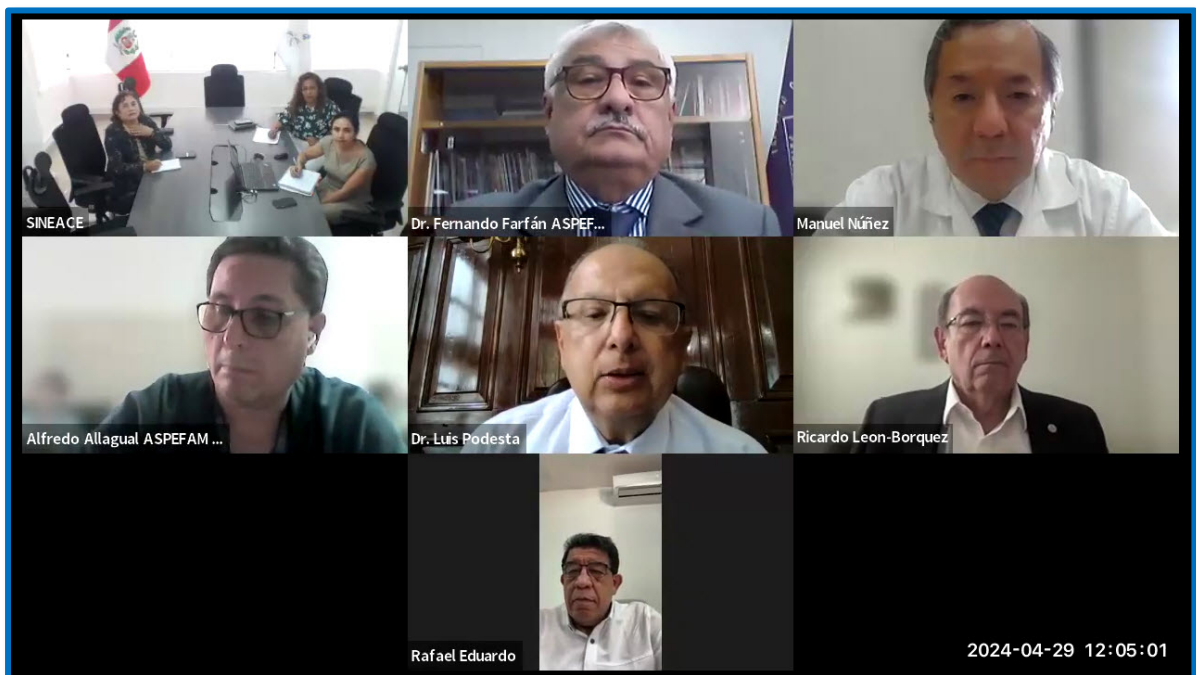 SINEACE
Dr. Fernando Farfán ASPEF...
Manuel Núñez
Alfredo Allagual ASPEFAM ...
Dr. Luis Podesta
Ricardo Leon-Borquez
Rafael Eduardo
2024-04-29 12:05:01